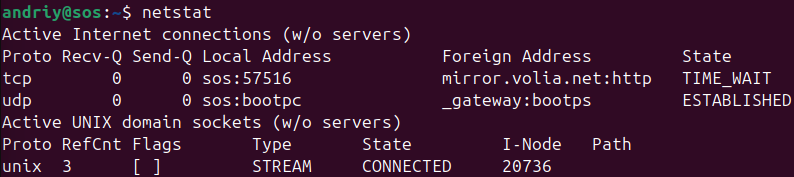 andriy@sos:~$ netstat
Active Internet connections (w/o servers)
Proto Recv-Q Send-Q Local Address           Foreign Address         State
tcp        0      0 sos:57516               mirror.volia.net:http   TIME_WAIT
udp        0      0 sos:bootpc              _gateway:bootps         ESTABLISHED
Active UNIX domain sockets (w/o servers)
Proto RefCnt Flags       Type       State         I-Node   Path
unix  3      [ ]         STREAM     CONNECTED     20736